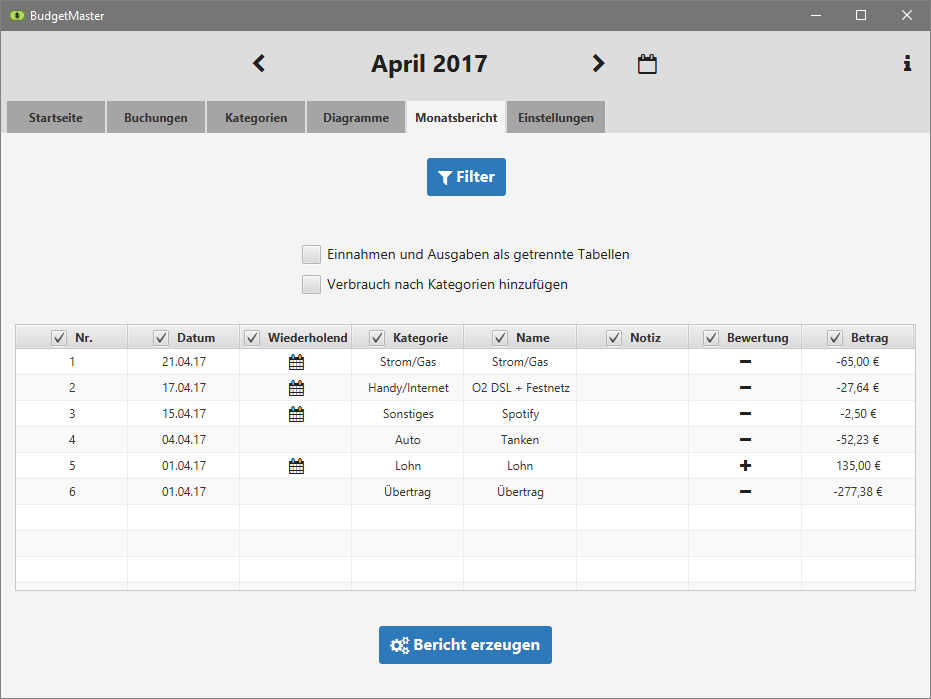 BudgetMaster
April 2017
Startseite Buchungen Kategorien Diagramme Monatsbericht Einstellungen
Filter
Einnahmen und Ausgaben als getrennte Tabellen
Verbrauch nach Kategorien hinzufügen
Nr. Datum Wiederholend Kategorie Name Notiz Bewertung Betrag
1 21.04.17 Strom/Gas Strom/Gas - -65,00 €
2 17.04.17 Handy/Internet O2 DSL + Festnetz - -27,64 €
3 15.04.17 Sonstiges Spotify - -2,50 €
4 04.04.17 Auto Tanken - -52,23 €
5 01.04.17 Lohn Lohn + 135,00 €
6 01.04.17 Übertrag Übertrag - -277,38 €
Bericht erzeugen